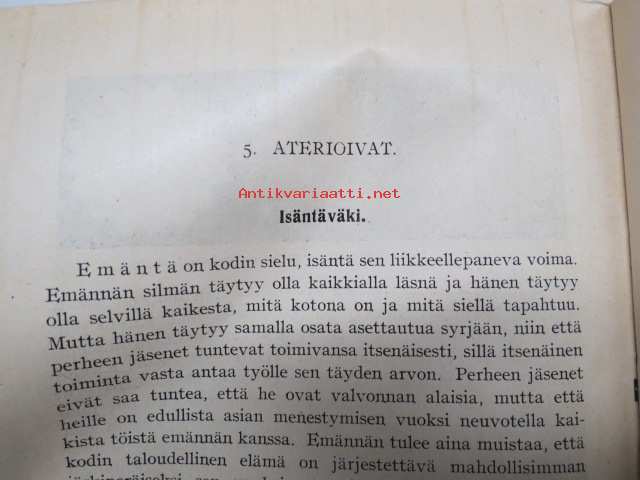 5. ATERIOIVAT.
Antikvariaatti.net
Isäntäväki.
Emäntä on kodin sielu, isäntä sen liikkeellepaneva voima.
Emännän silmän täytyy olla kaikkialla läsnä ja hänen täytyy
olla selvillä kaikesta, mitä kotona on ja mitä siellä tapahtuu.
Mutta hänen täytyy samalla osata asettautua syrjään, niin että
perheen jäsenet tuntevat toimivansa itsenäisesti, sillä itsenäinen
toiminta vasta antaa työlle sen täyden arvon. Perheen jäsenet
eivät saa tuntea, että he ovat valvonnan alaisia, mutta että
heille on edullista asian menestymisen vuoksi neuvotella kai-
kista töistä emännän kanssa. Emännän tulee aina muistaa, että
kodin taloudellinen elämä on järjestettävä mahdollisimman